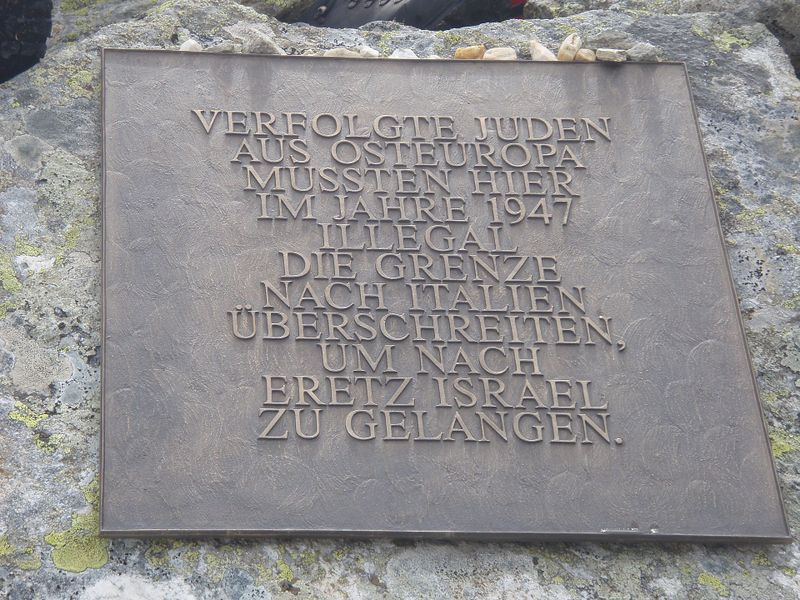 VERFOLGTE JUDEN
AUS OSTEUROPA
MUSSTEN HIER
IM JAHRE 1947
ILLEGAL
DIE GRENZE
NACH ITALIEN
ÜBERSCHREITEN,
UM NACH
ERETZ ISRAEL
ZU GELANGEN.